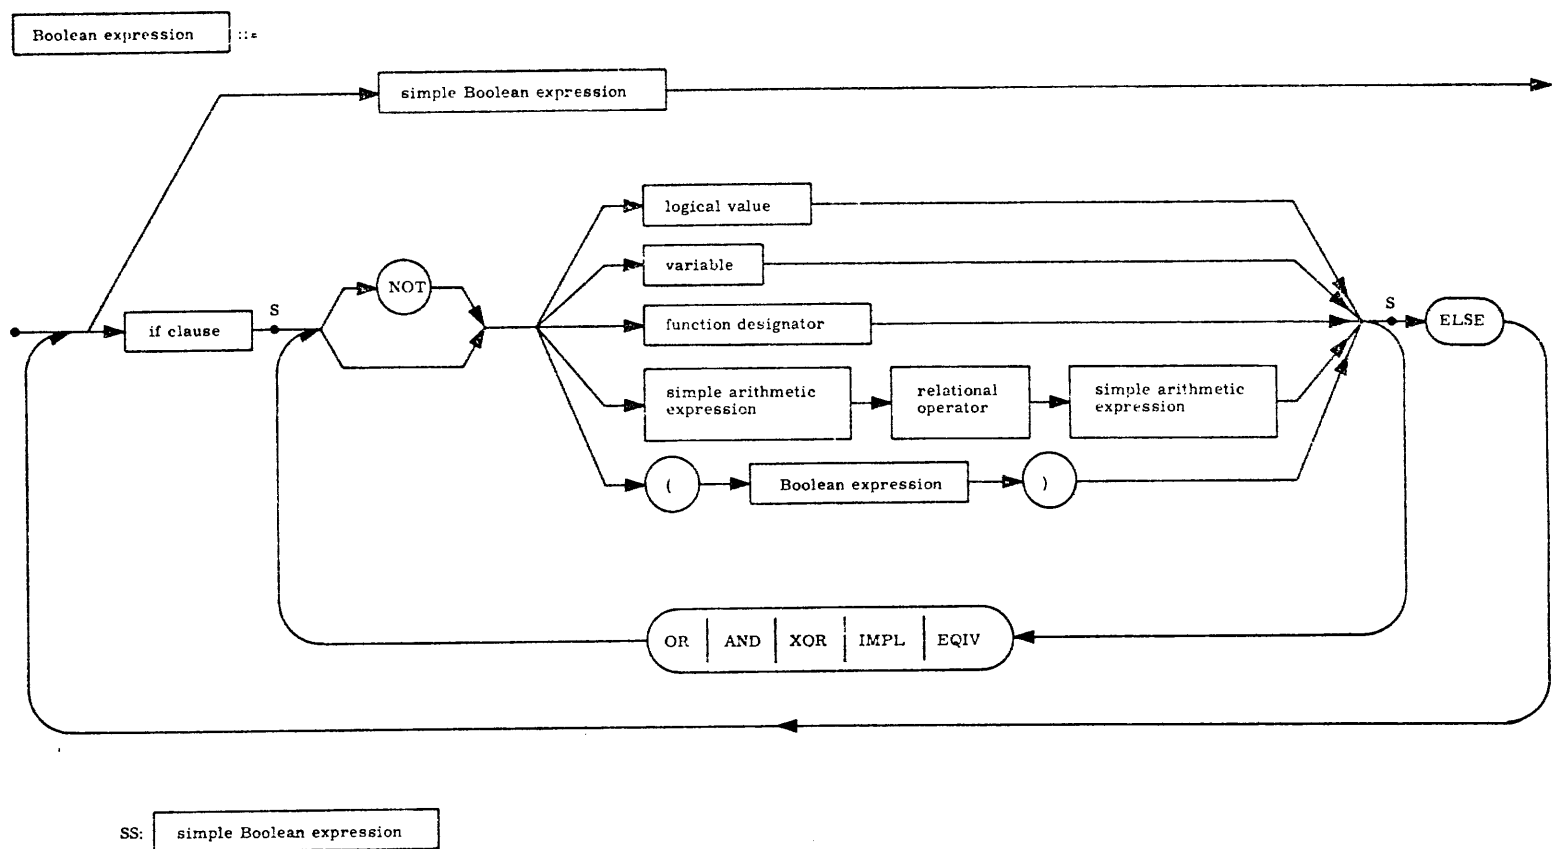 Boolean expression ::=
simple Boolean expression
logical value
variable
NOT
S
if clause
function designator
S
ELSE
simple arithmetic
expression
relational
operator
simple arithmetic
expression
(
Boolean expression
)
OR | AND | XOR | IMPL | EQIV
SS: simple Boolean expression